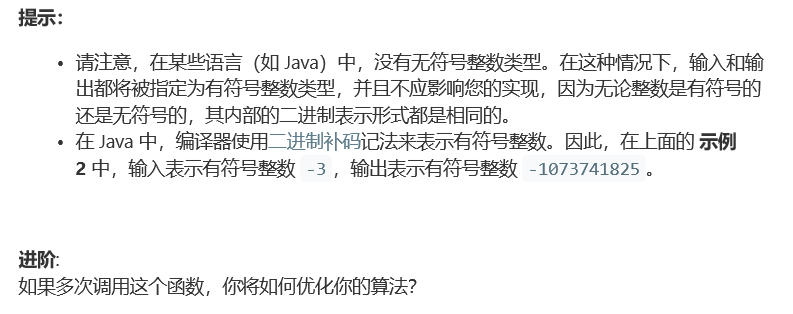 提示：
• 请注意，在某些语言（如 Java）中，没有无符号整数类型。在这种情况下，输入和输
出都将被指定为有符号整数类型，并且不应影响您的实现，因为无论整数是有符号的
还是无符号的，其内部的二进制表示形式都是相同的。
• 在 Java 中，编译器使用二进制补码记法来表示有符号整数。因此，在上面的 示例
2 中，输入表示有符号整数 -3，输出表示有符号整数 -1073741825。
进阶:
如果多次调用这个函数，你将如何优化你的算法？